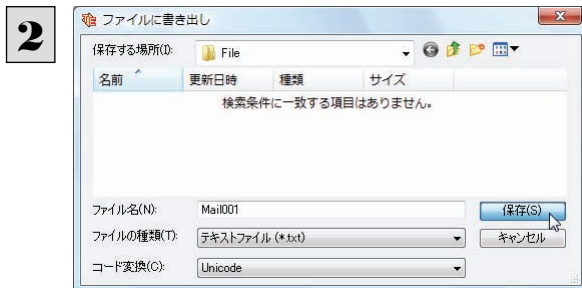 2
ファイルに書き出し
保存する場所(I):
File
名前 更新日時 種類 サイズ
検索条件に一致する項目はありません。
ファイル名(N): Mail001 保存(S)
ファイルの種類(T): テキストファイル (*.txt) キャンセル
コード変換(C): Unicode